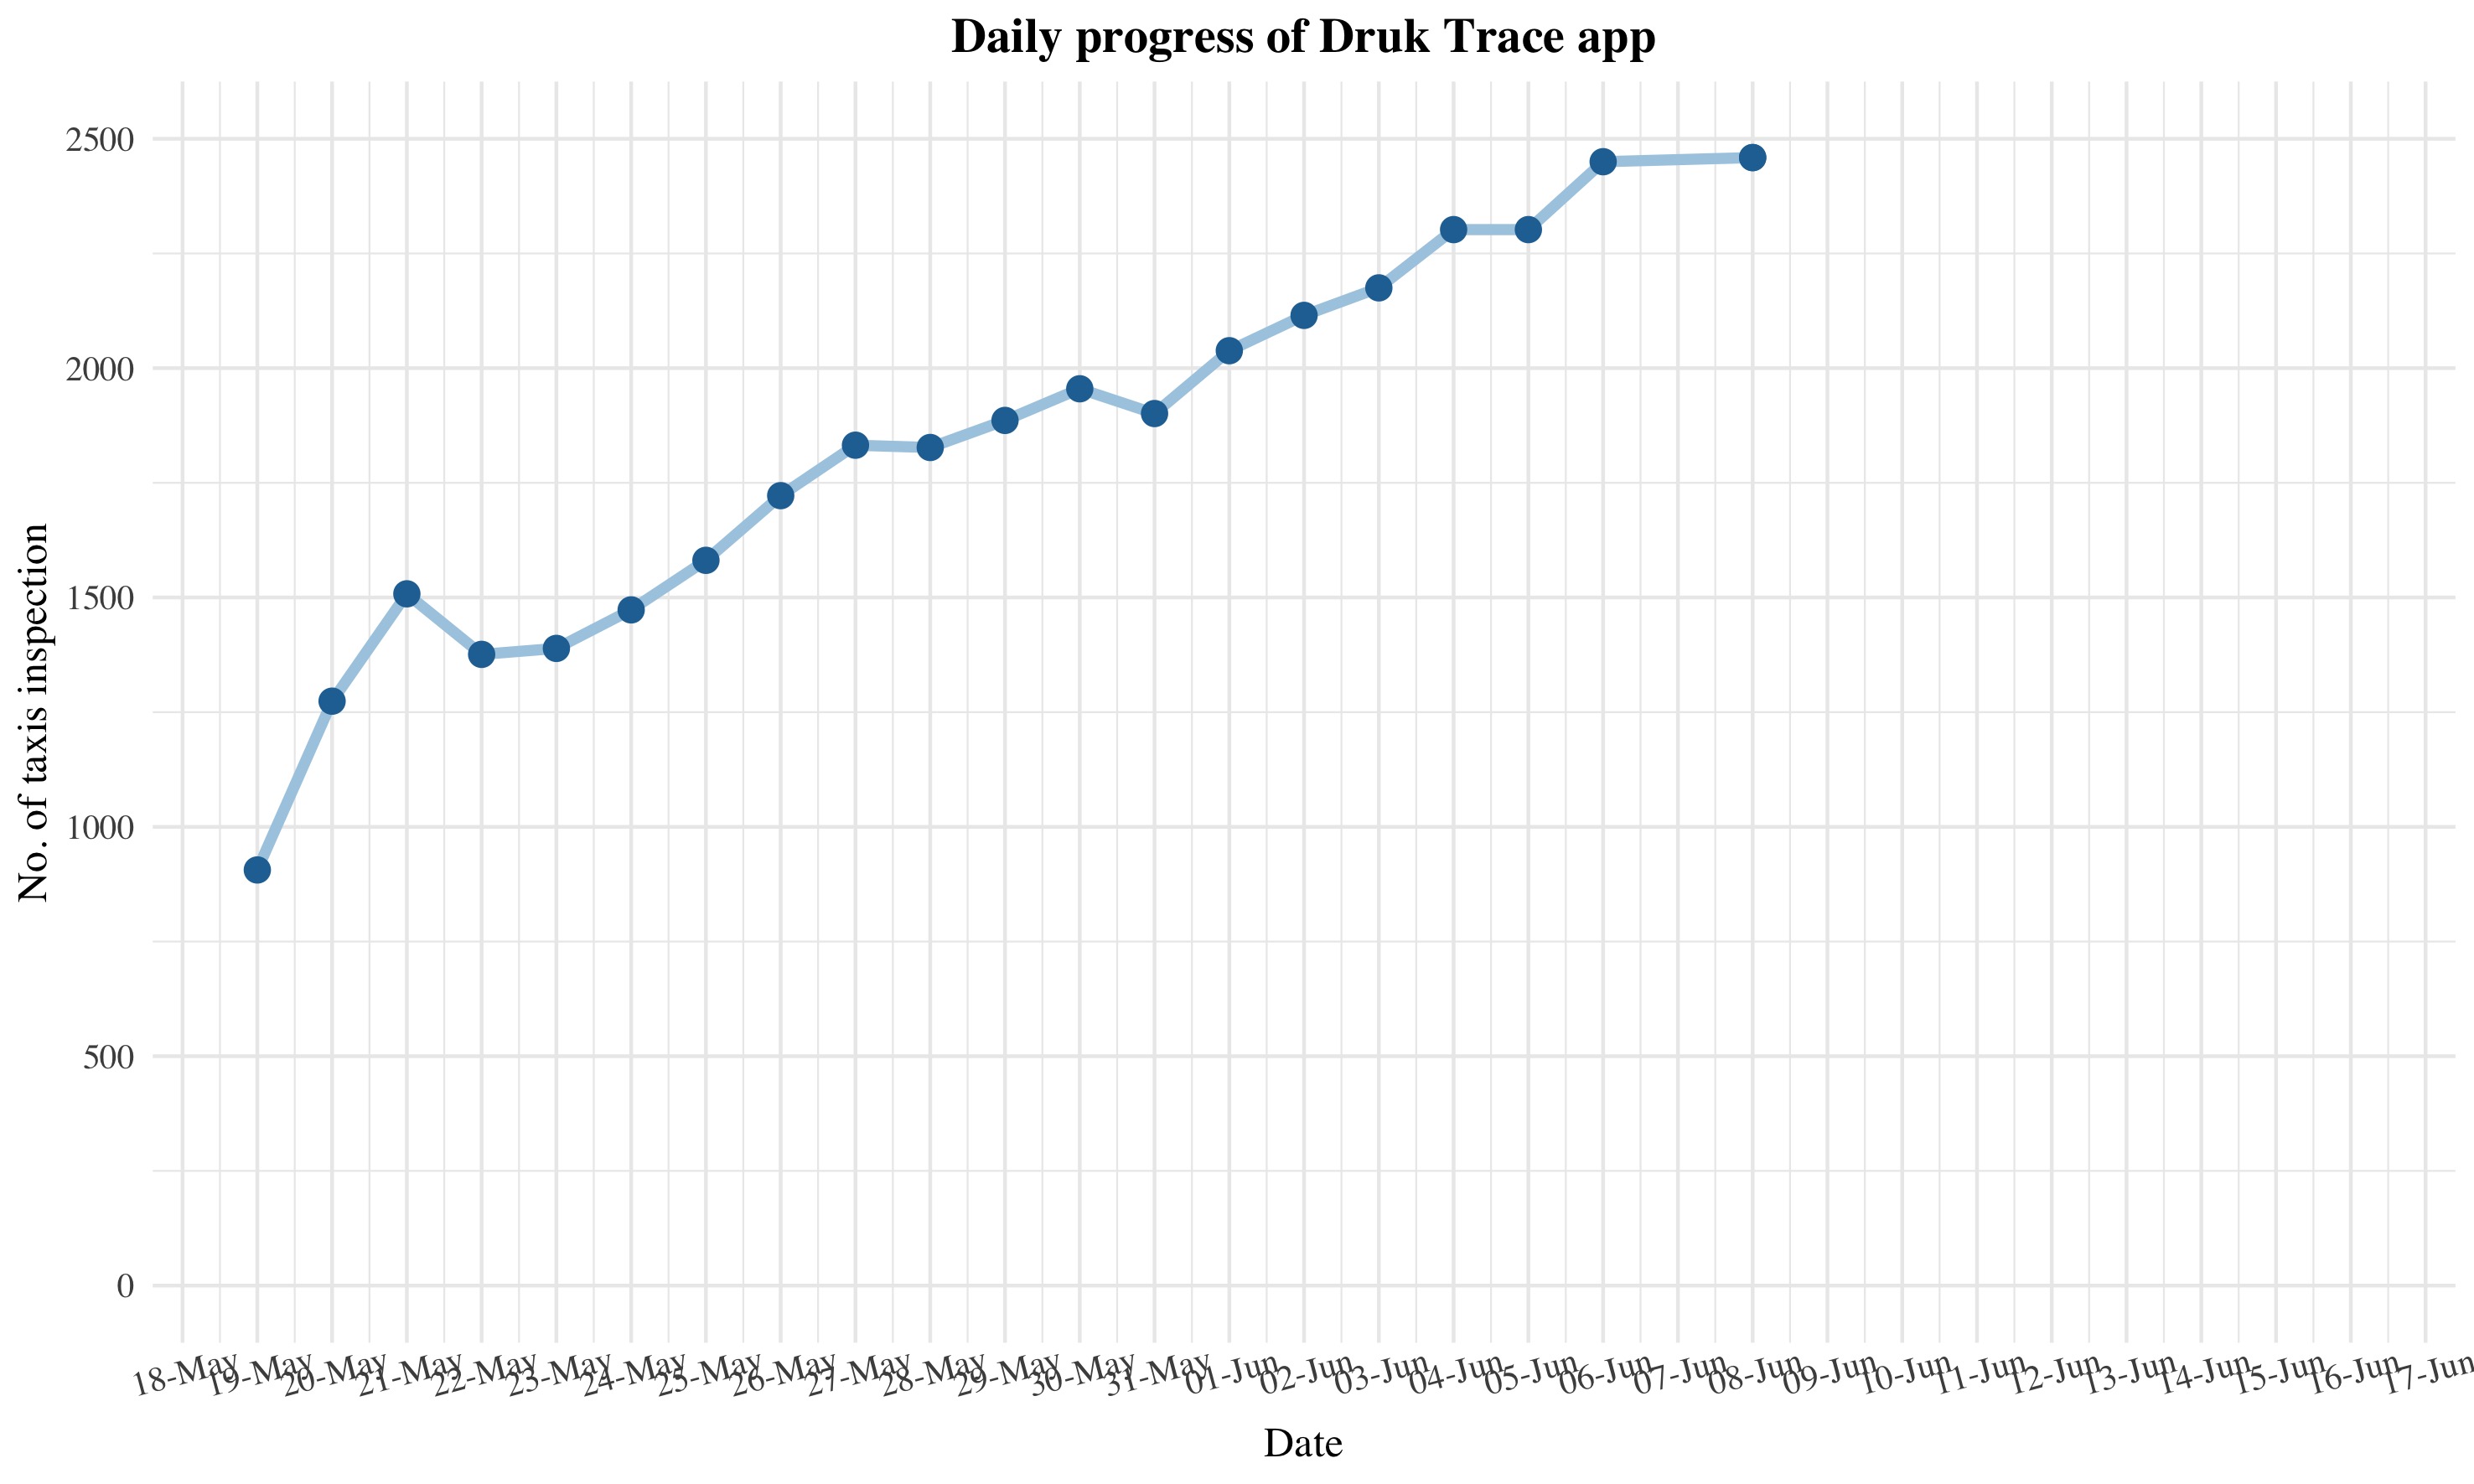 Daily progress of Druk Trace app
No. of taxis inspection
2500
2000
1500
1000
500
0
18-May
19-May
20-May
21-May
22-May
23-May
24-May
25-May
26-May
27-May
28-May
29-May
30-May
31-May
01-Jun
02-Jun
03-Jun
04-Jun
05-Jun
06-Jun
07-Jun
08-Jun
09-Jun
10-Jun
11-Jun
12-Jun
13-Jun
14-Jun
15-Jun
16-Jun
17-Jun
Date